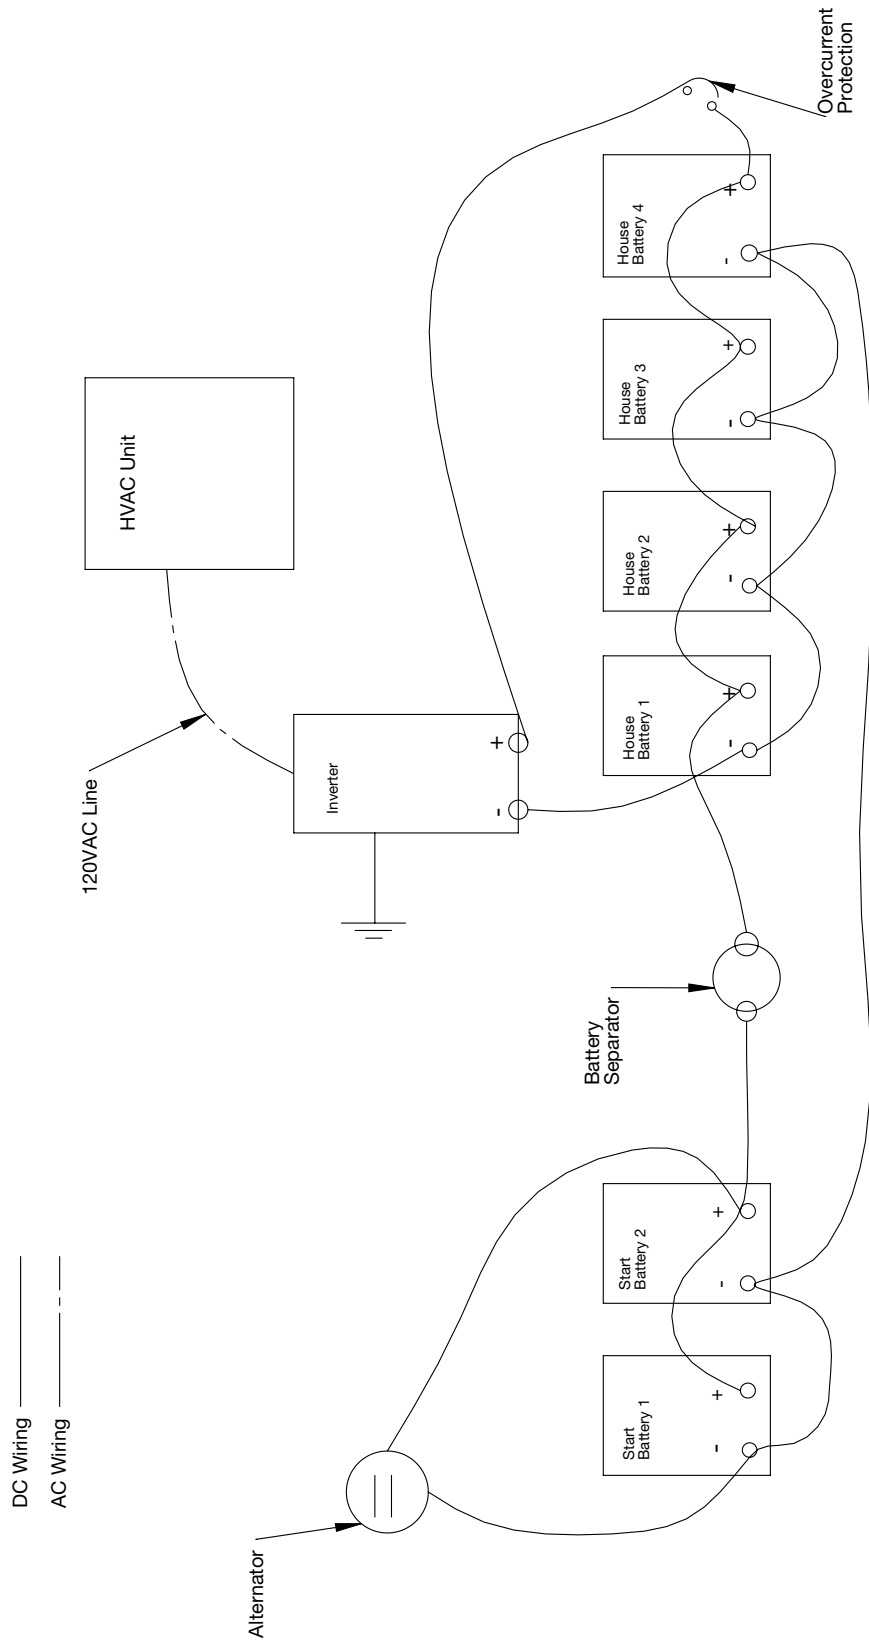 DC Wiring
AC Wiring
Alternator
120VAC Line
HVAC Unit
Inverter
-
+
Battery
Separator
Overcurrent
Protection
Start
Battery 1
-
+
Start
Battery 2
-
+
House
Battery 1
-
+
House
Battery 2
-
+
House
Battery 3
-
+
House
Battery 4
-
+